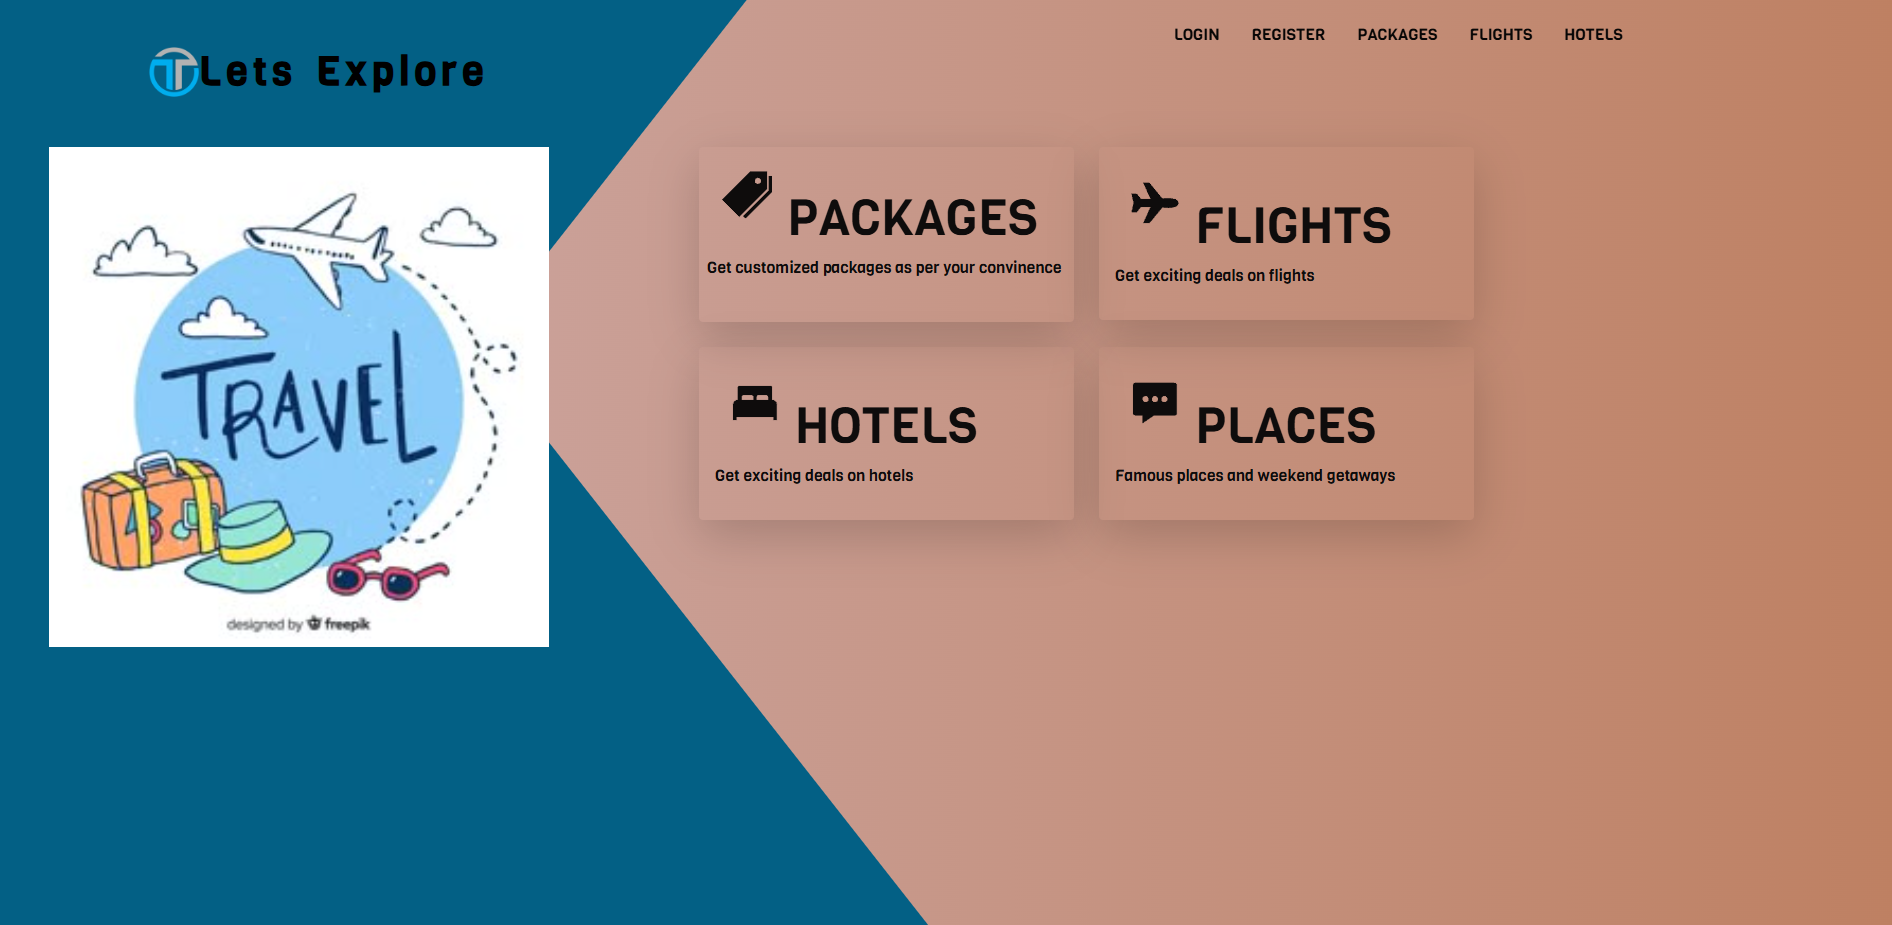 LOGIN REGISTER PACKAGES FLIGHTS HOTELS
Lets Explore
TRAVEL
designed by freepik
PACKAGES
Get customized packages as per your convinence
FLIGHTS
Get exciting deals on flights
HOTELS
Get exciting deals on hotels
PLACES
Famous places and weekend getaways